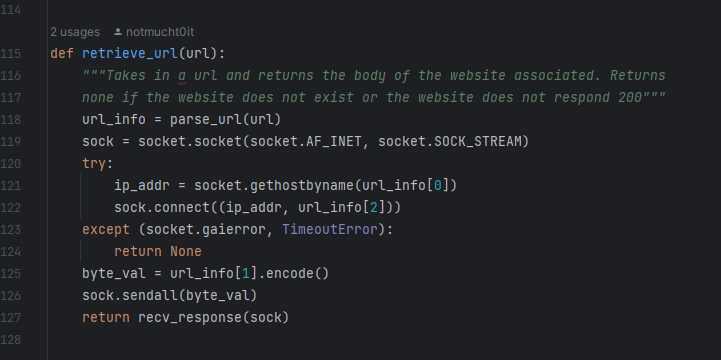 114
2 usages notmucht0it
115 def retrieve_url(url):
116     """Takes in a url and returns the body of the website associated. Returns
117     none if the website does not exist or the website does not respond 200"""
118     url_info = parse_url(url)
119     sock = socket.socket(socket.AF_INET, socket.SOCK_STREAM)
120     try:
121         ip_addr = socket.gethostbyname(url_info[0])
122         sock.connect((ip_addr, url_info[2]))
123     except (socket.gaierror, TimeoutError):
124         return None
125     byte_val = url_info[1].encode()
126     sock.sendall(byte_val)
127     return recv_response(sock)
128